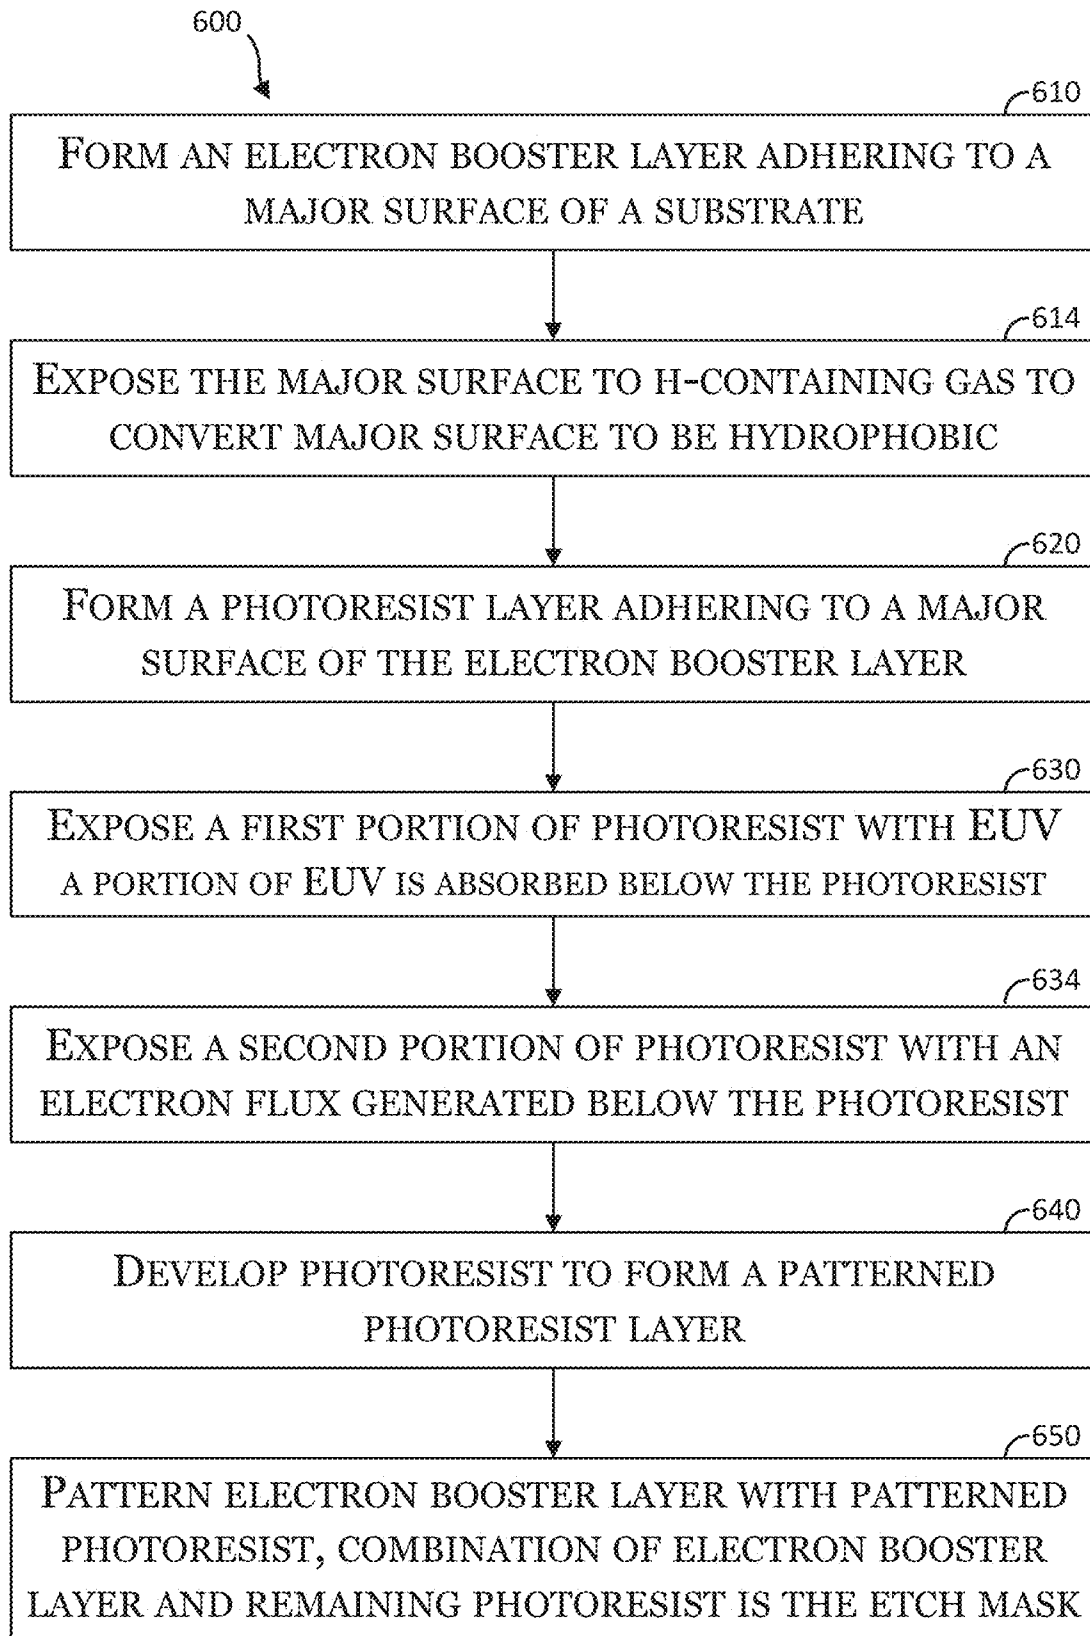 600
610
FORM AN ELECTRON BOOSTER LAYER ADHERING TO A
MAJOR SURFACE OF A SUBSTRATE
614
EXPOSE THE MAJOR SURFACE TO H-CONTAINING GAS TO
CONVERT MAJOR SURFACE TO BE HYDROPHOBIC
620
FORM A PHOTORESIST LAYER ADHERING TO A MAJOR
SURFACE OF THE ELECTRON BOOSTER LAYER
630
EXPOSE A FIRST PORTION OF PHOTORESIST WITH EUV
A PORTION OF EUV IS ABSORBED BELOW THE PHOTORESIST
634
EXPOSE A SECOND PORTION OF PHOTORESIST WITH AN
ELECTRON FLUX GENERATED BELOW THE PHOTORESIST
640
DEVELOP PHOTORESIST TO FORM A PATTERNED
PHOTORESIST LAYER
650
PATTERN ELECTRON BOOSTER LAYER WITH PATTERNED
PHOTORESIST, COMBINATION OF ELECTRON BOOSTER
LAYER AND REMAINING PHOTORESIST IS THE ETCH MASK